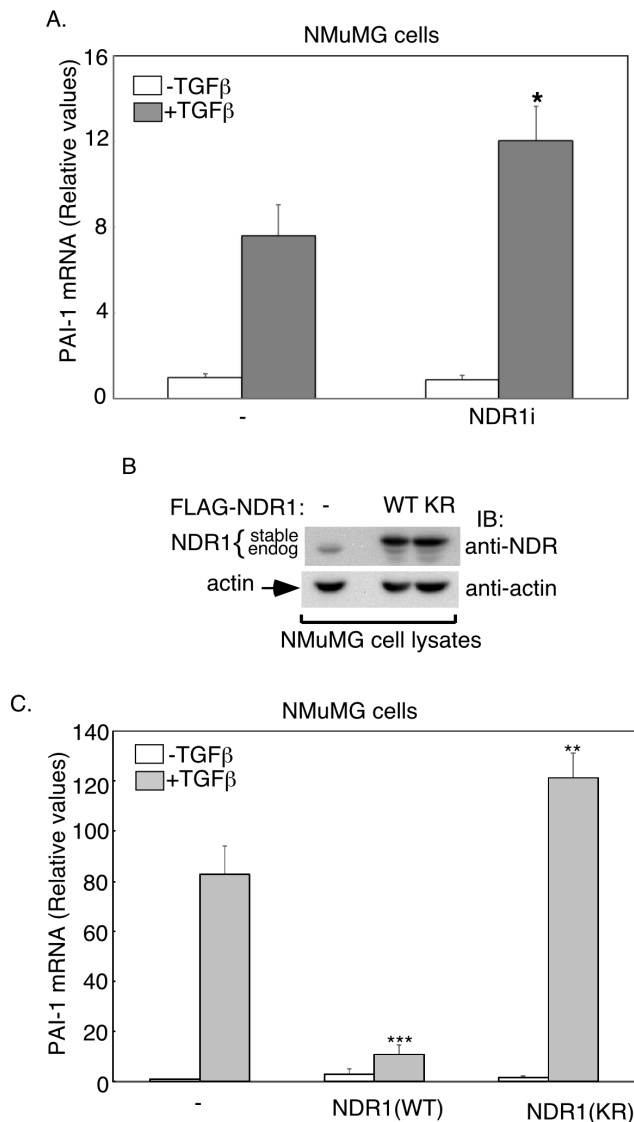 A.
NMuMG cells
-TGFβ
+TGFβ
PAI-1 mRNA (Relative values)
16
12
8
4
0
*
-
NDR1i
B
FLAG-NDR1: - WT KR
IB:
NDR1{ stable
endog
anti-NDR
actin
anti-actin
NMuMG cell lysates
C.
NMuMG cells
-TGFβ
+TGFβ
PAI-1 mRNA (Relative values)
140
120
100
80
60
40
20
0
***
**
-
NDR1(WT)
NDR1(KR)